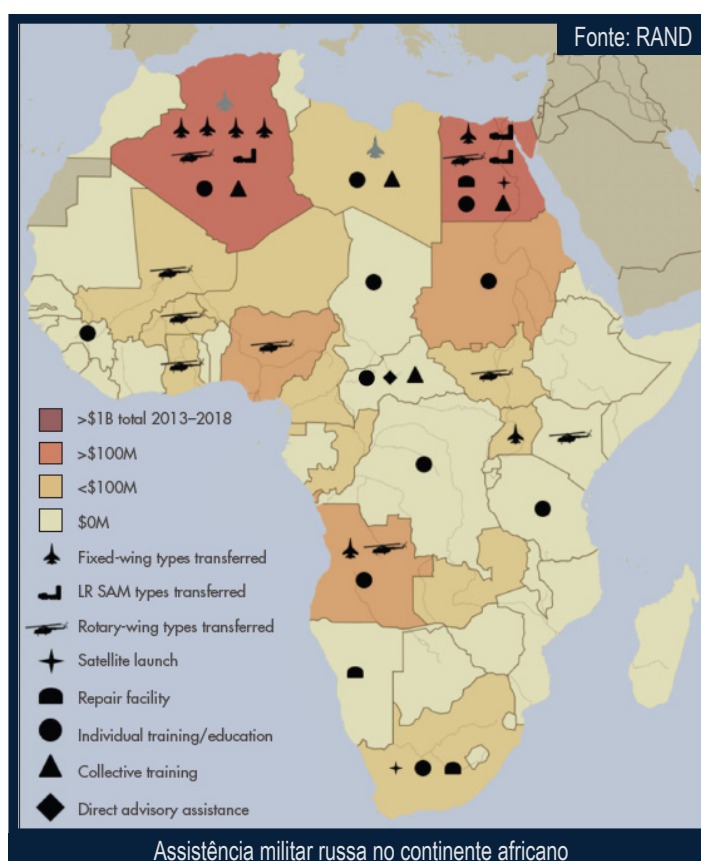 Fonte: RAND
>$1B total 2013–2018
>$100M
<$100M
$0M
Fixed-wing types transferred
LR SAM types transferred
Rotary-wing types transferred
Satellite launch
Repair facility
Individual training/education
Collective training
Direct advisory assistance
Assistência militar russa no continente africano